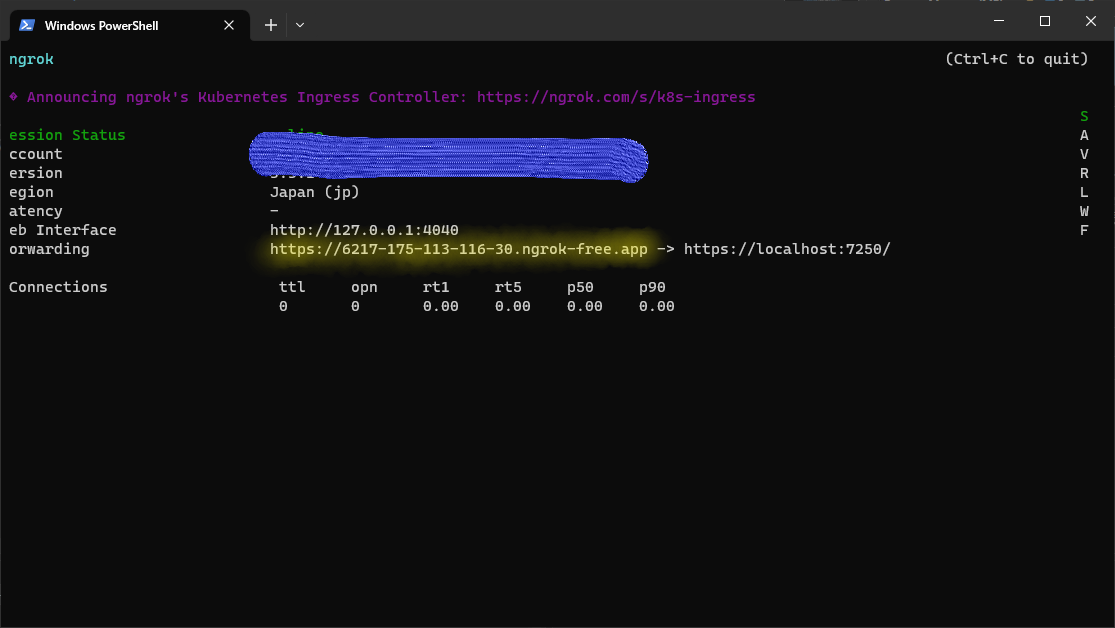 Windows PowerShell
ngrok (Ctrl+C to quit)
� Announcing ngrok's Kubernetes Ingress Controller: https://ngrok.com/s/k8s-ingress
S
ession Status A
ccount V
ersion R
egion Japan (jp) L
atency - W
eb Interface http://127.0.0.1:4040 F
orwarding https://6217-175-113-116-30.ngrok-free.app -> https://localhost:7250/
Connections ttl opn rt1 rt5 p50 p90
0 0 0.00 0.00 0.00 0.00